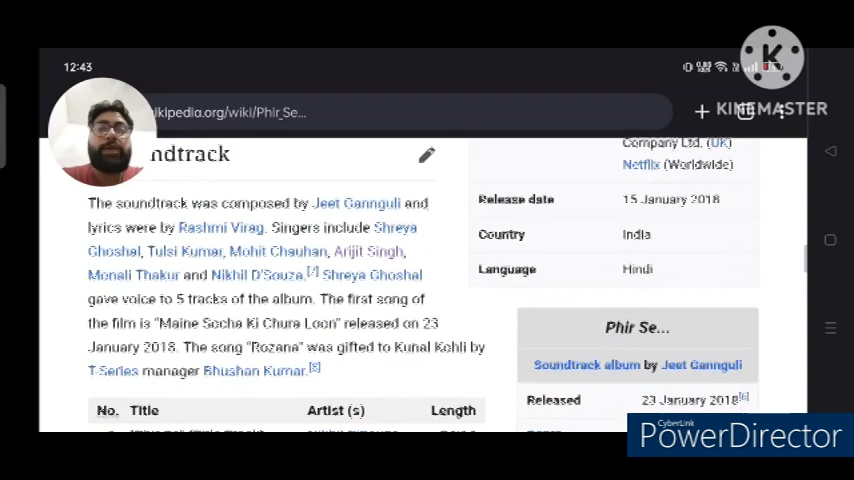 12:43
KINEMASTER
kipedia.org/wiki/Phir_Se...
ndtrack
The soundtrack was composed by Jeet Gannguli and
lyrics were by Rashmi Virag. Singers include Shreya
Ghoshal, Tulsi Kumar, Mohit Chauhan, Arijit Singh,
Monali Thakur and Nikhil D'Souza.[7] Shreya Ghoshal
gave voice to 5 tracks of the album. The first song of
the film is "Maine Socha Ki Chura Loon" released on 23
January 2018. The song "Rozana" was gifted to Kunal Kohli by
T-Series manager Bhushan Kumar.[8]
No. Title Artist (s) Length
Company Ltd. (UK)
Netflix (Worldwide)
Release date 15 January 2018
Country India
Language Hindi
Phir Se...
Soundtrack album by Jeet Gannguli
Released 23 January 2018[6]
CyberLink
PowerDirector